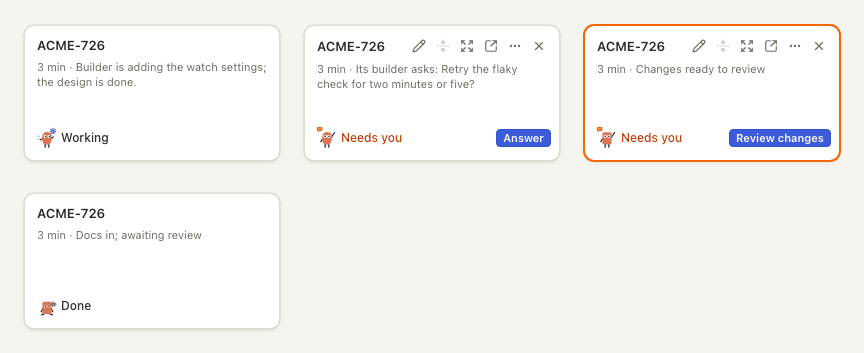 ACME-726
3 min · Builder is adding the watch settings;
the design is done.
Working
ACME-726
3 min · Its builder asks: Retry the flaky
check for two minutes or five?
Needs you
Answer
ACME-726
3 min · Changes ready to review
Needs you
Review changes
ACME-726
3 min · Docs in; awaiting review
Done